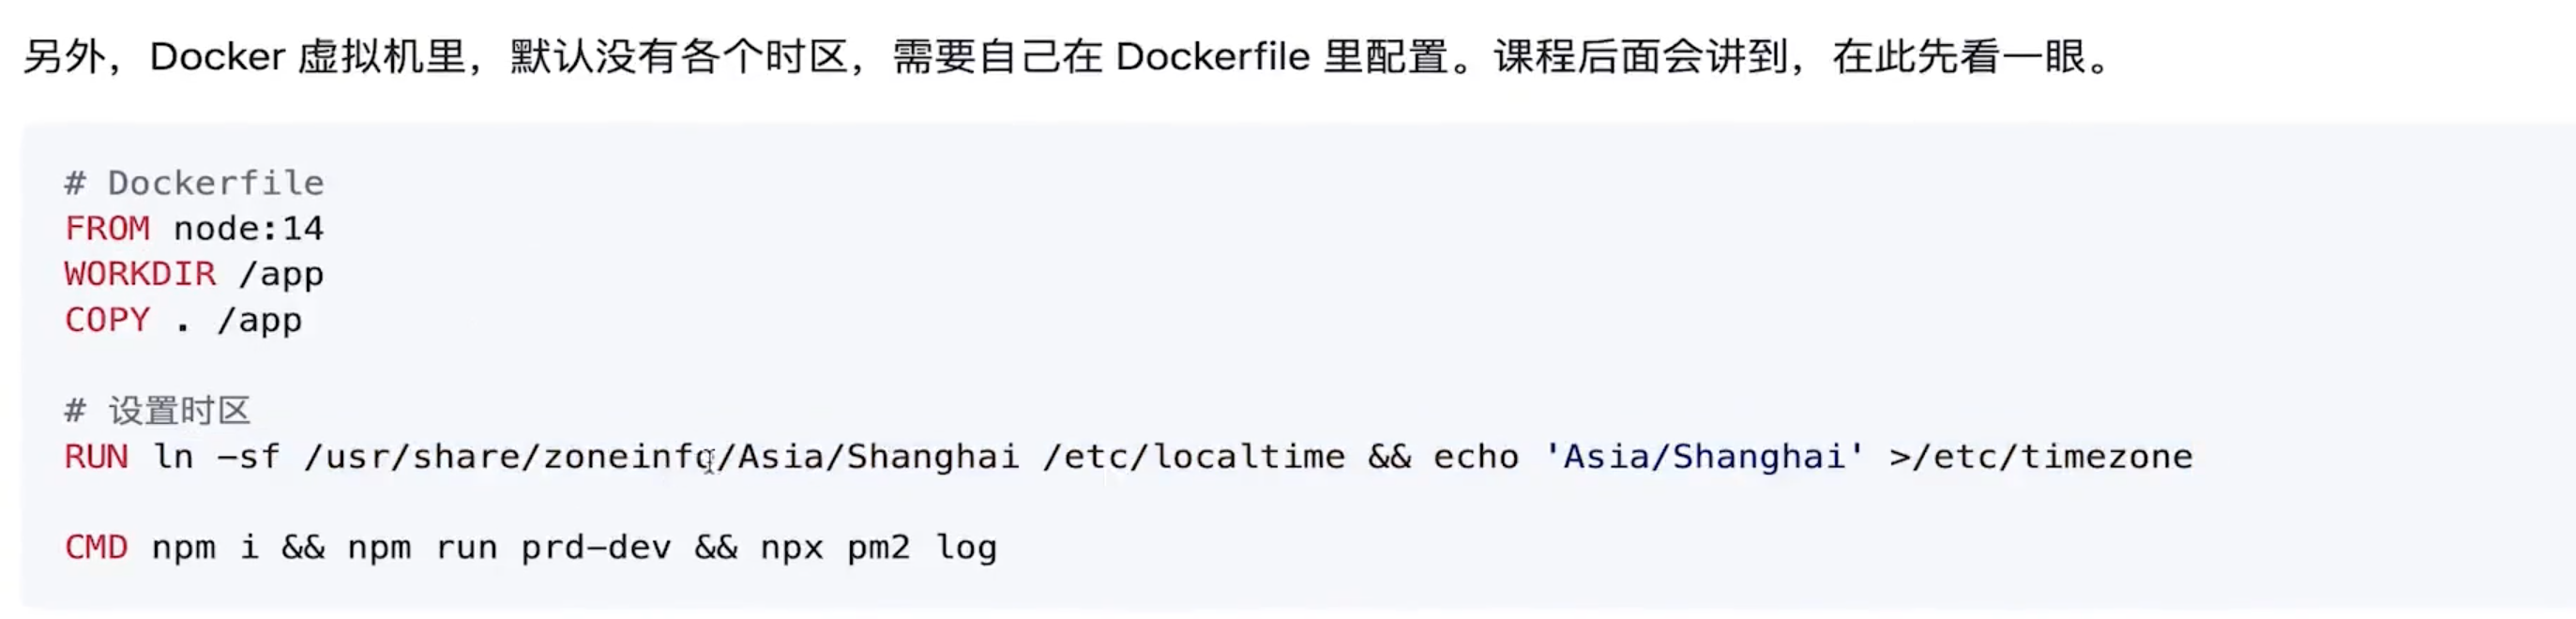 另外，Docker 虚拟机里，默认没有各个时区，需要自己在 Dockerfile 里配置。课程后面会讲到，在此先看一眼。
# Dockerfile
FROM node:14
WORKDIR /app
COPY . /app
# 设置时区
RUN ln -sf /usr/share/zoneinfo/Asia/Shanghai /etc/localtime && echo 'Asia/Shanghai' >/etc/timezone
CMD npm i && npm run prd-dev && npx pm2 log